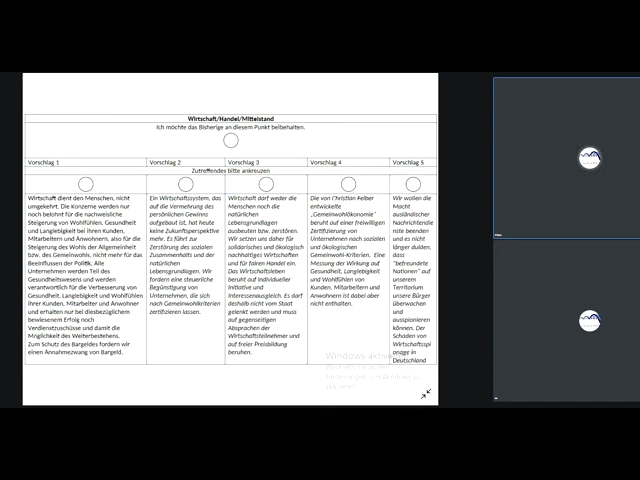 Wirtschaft/Handel/Mittelstand
Ich möchte das Bisherige an diesem Punkt beibehalten.
Vorschlag 1
Vorschlag 2
Vorschlag 3
Vorschlag 4
Vorschlag 5
Zutreffendes bitte ankreuzen
Wirtschaft dient den Menschen, nicht
umgekehrt. Die Konzerne werden nur
noch belohnt für die nachweisliche
Steigerung von Wohlfühlen, Gesundheit
und Langlebigkeit bei ihren Kunden,
Mitarbeitern und Anwohnern, also für die
Steigerung des Wohls der Allgemeinheit
bzw. des Gemeinwohls, nicht mehr für das
Beeinflussen der Politik. Alle
Unternehmen werden Teil des
Gesundheitswesens und werden
verantwortlich für die Verbesserung von
Gesundheit, Langlebigkeit und Wohlfühlen
ihrer Kunden, Mitarbeiter und Anwohner
und erhalten nur bei diesbezüglichem
bewiesenem Erfolg noch
Verdienstzuschüsse und damit die
Möglichkeit des Weiterbestehens.
Zum Schutz des Bargeldes fordern wir
einen Annahmezwang von Bargeld.
Ein Wirtschaftssystem, das
auf die Vermehrung des
persönlichen Gewinns
aufgebaut ist, hat heute
keine Zukunftsperspektive
mehr. Es führt zur
Zerstörung des sozialen
Zusammenhalts und der
natürlichen
Lebensgrundlagen. Wir
fordern eine steuerliche
Begünstigung von
Unternehmen, die sich
nach Gemeinwohlkriterien
zertifizieren lassen.
Wirtschaft darf weder die
Menschen noch die
natürlichen
Lebensgrundlagen
ausbeuten bzw. zerstören.
Wir setzen uns daher für
solidarisches und ökologisch
nachhaltiges Wirtschaften
und für fairen Handel ein.
Das Wirtschaftsleben
beruht auf individueller
Initiative und
Interessenausgleich. Es darf
deshalb nicht vom Staat
gelenkt werden und muss
auf gegenseitigen
Absprachen der
Wirtschaftsteilnehmer und
auf freier Preisbildung
beruhen.
Die von Christian Felber
entwickelte
„Gemeinwohlökonomie"
beruht auf einer freiwilligen
Zertifizierung von
Unternehmen nach sozialen
und ökologischen
Gemeinwohl-Kriterien. Eine
Messung der Wirkung auf
Gesundheit, Langlebigkeit
und Wohlfühlen von
Kunden, Mitarbeitern und
Anwohnern ist dabei aber
nicht enthalten.
Wir wollen die
Macht
ausländischer
Nachrichtendie
nste beenden
und es nicht
länger dulden,
dass
"befreundete
Nationen" auf
unserem
Territorium
unsere Bürger
überwachen
und
ausspionieren
können. Der
Schaden von
Wirtschaftsspi
onage in
Deutschland